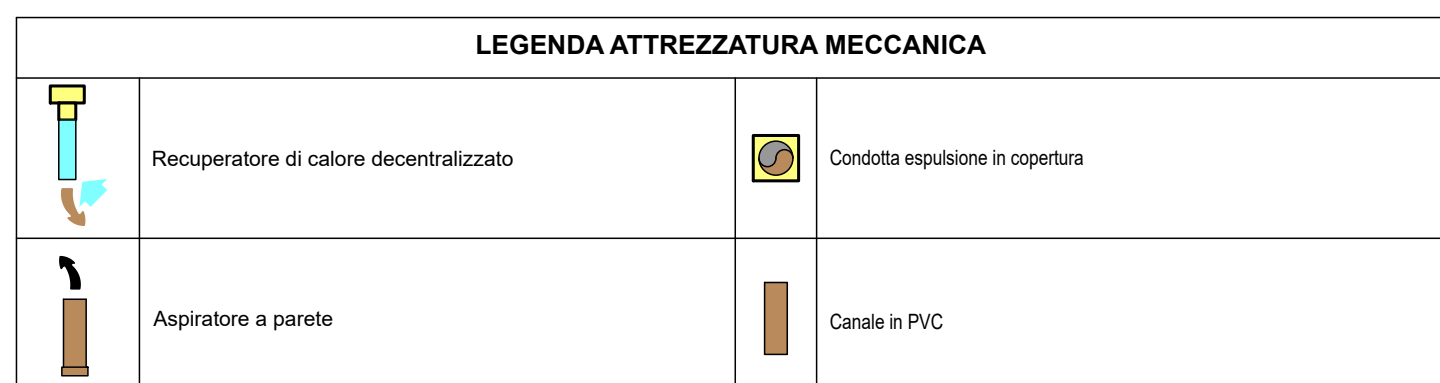 LEGENDA ATTREZZATURA MECCANICA
Recuperatore di calore decentralizzato
Condotta espulsione in copertura
Aspiratore a parete
Canale in PVC